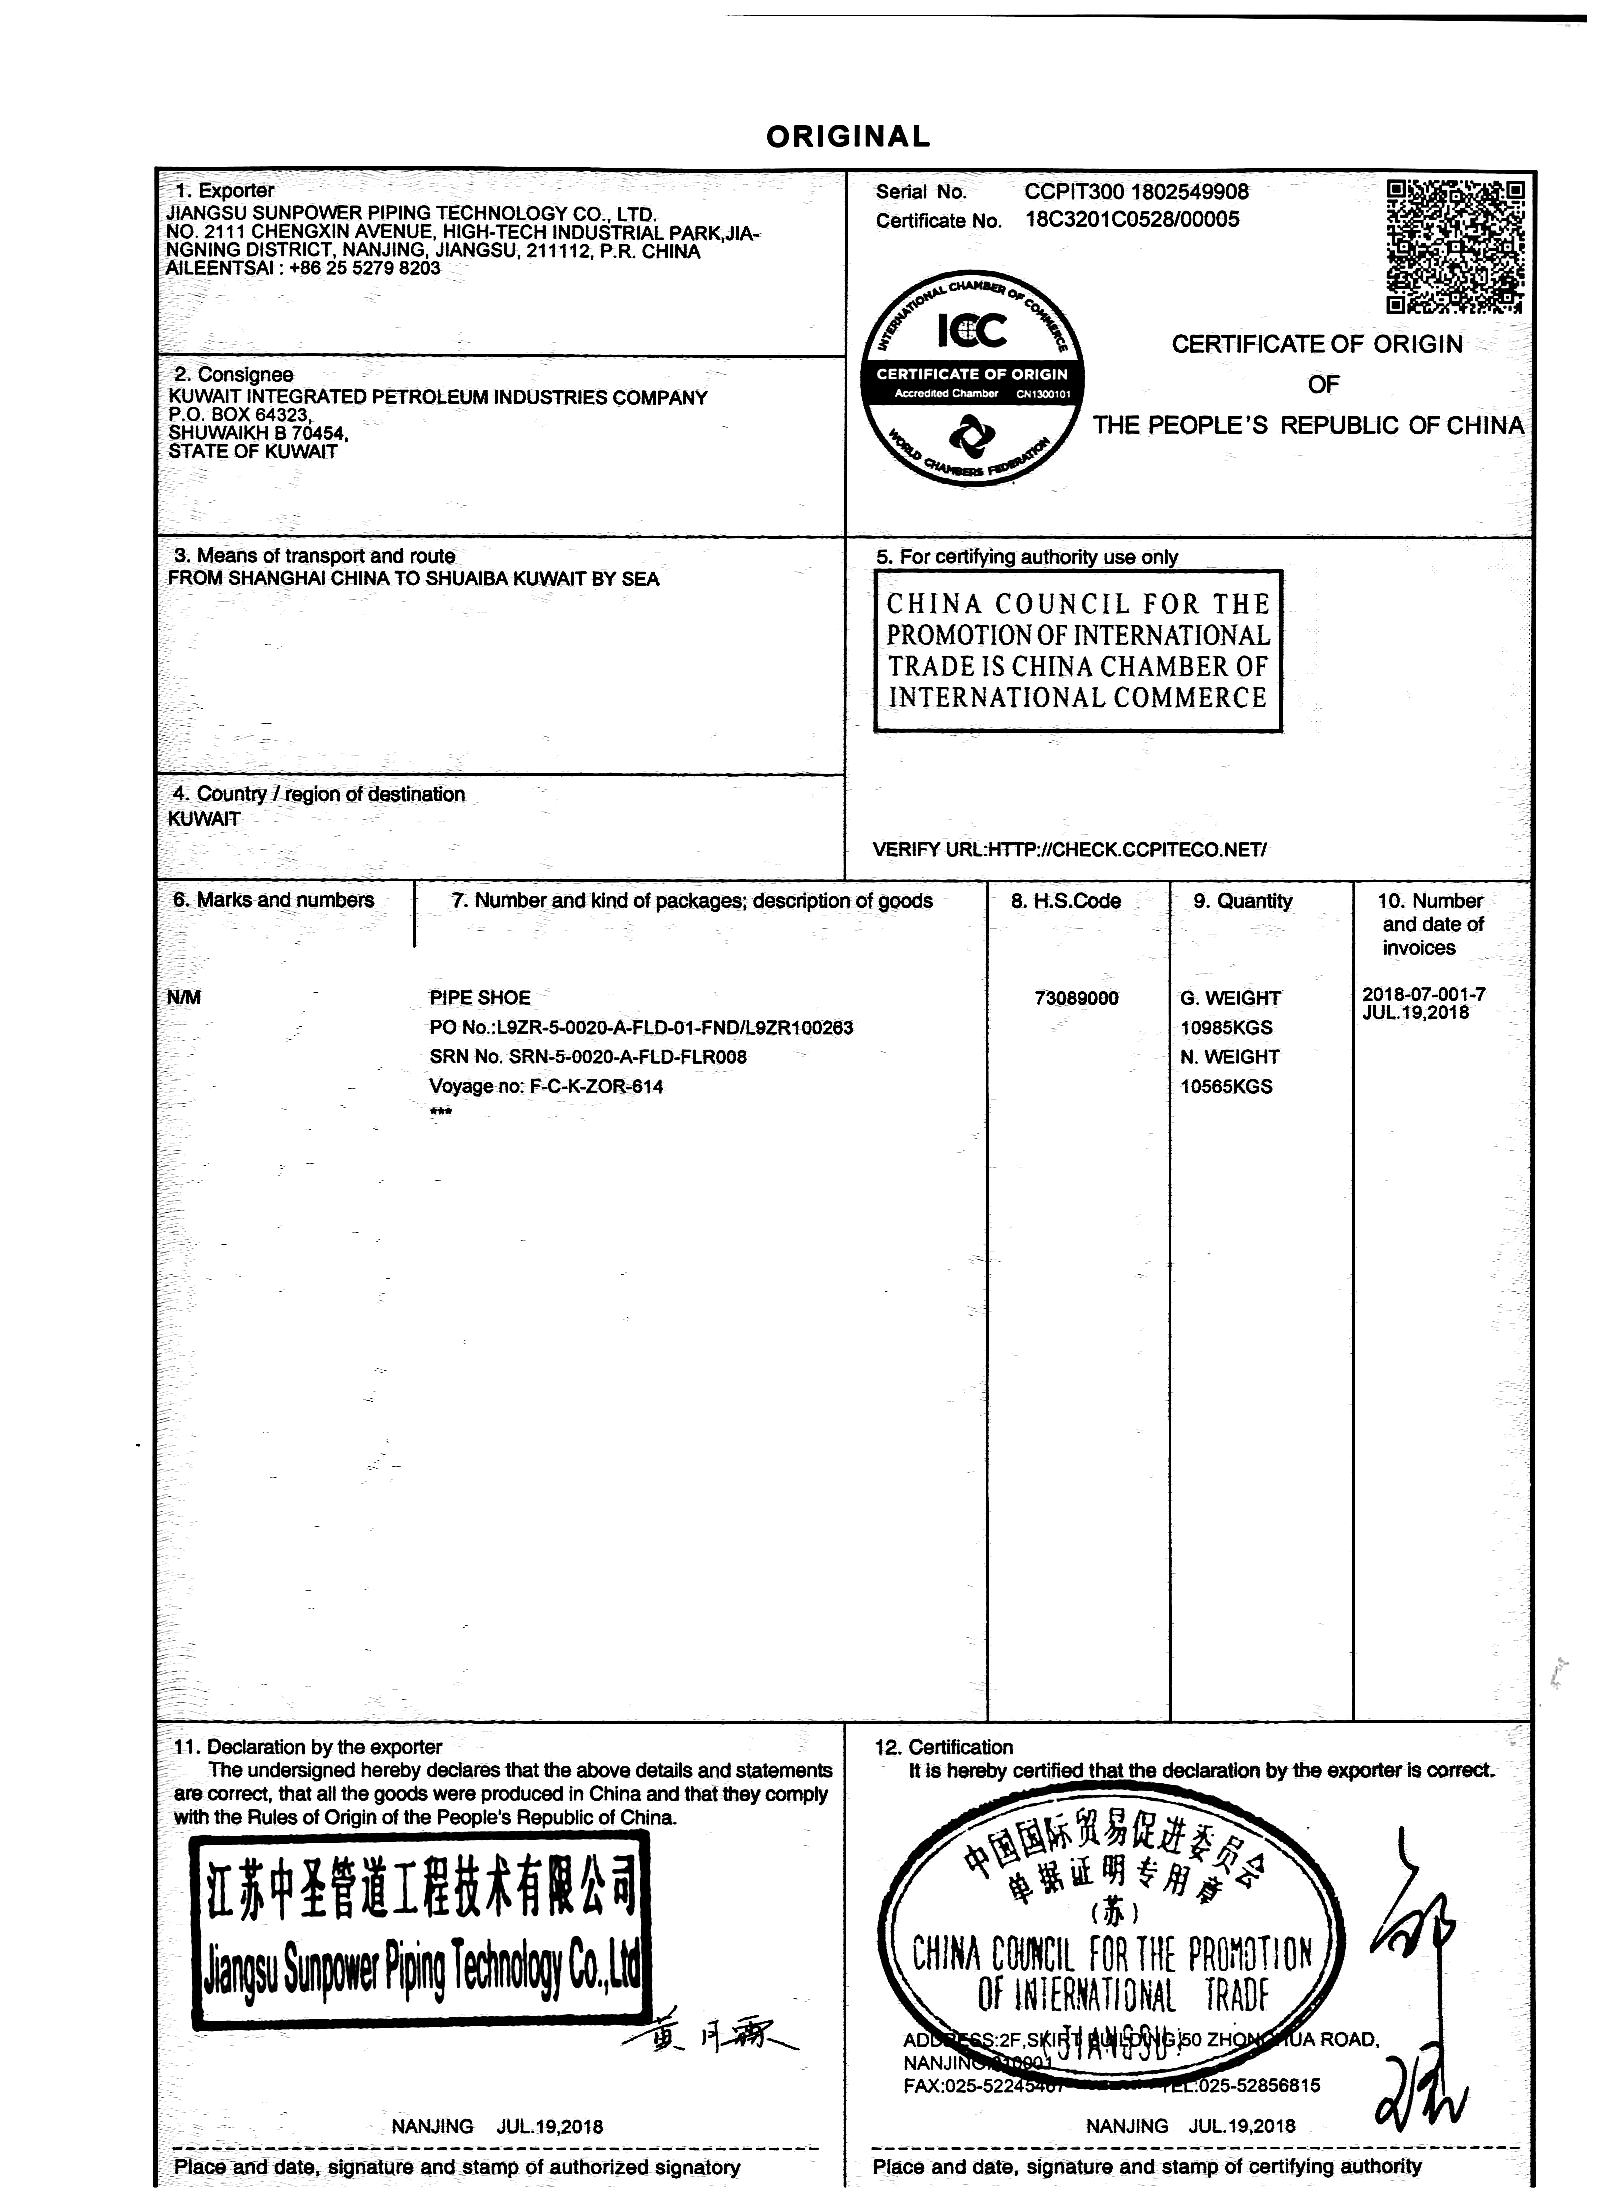 ORIGINAL
1. Exporter
JIANGSU SUNPOWER PIPING TECHNOLOGY CO., LTD.
NO. 2111 CHENGXIN AVENUE, HIGH-TECH INDUSTRIAL PARK,JIA-
NGNING DISTRICT, NANJING, JIANGSU, 211112, P.R. CHINA
AILEENTSAI : +86 25 5279 8203
Serial No. CCPIT300 1802549908
Certificate No. 18C3201C0528/00005
INTERNATIONAL CHAMBER OF COMMERCE
ICC
CERTIFICATE OF ORIGIN
Accredited Chamber CN1300101
WORLD CHAMBERS FEDERATION
CERTIFICATE OF ORIGIN
OF
THE PEOPLE'S REPUBLIC OF CHINA
2. Consignee
KUWAIT INTEGRATED PETROLEUM INDUSTRIES COMPANY
P.O. BOX 64323,
SHUWAIKH B 70454,
STATE OF KUWAIT
3. Means of transport and route
FROM SHANGHAI CHINA TO SHUAIBA KUWAIT BY SEA
4. Country / region of destination
KUWAIT
5. For certifying authority use only
CHINA COUNCIL FOR THE
PROMOTION OF INTERNATIONAL
TRADE IS CHINA CHAMBER OF
INTERNATIONAL COMMERCE
VERIFY URL:HTTP://CHECK.CCPITECO.NET/
6. Marks and numbers
N/M
7. Number and kind of packages; description of goods
PIPE SHOE
PO No.:L9ZR-5-0020-A-FLD-01-FND/L9ZR100263
SRN No. SRN-5-0020-A-FLD-FLR008
Voyage no: F-C-K-ZOR-614
***
8. H.S.Code
73089000
9. Quantity
G. WEIGHT
10985KGS
N. WEIGHT
10565KGS
10. Number
and date of
invoices
2018-07-001-7
JUL.19,2018
11. Declaration by the exporter
The undersigned hereby declares that the above details and statements
are correct, that all the goods were produced in China and that they comply
with the Rules of Origin of the People's Republic of China.
江苏中圣管道工程技术有限公司
Jiangsu Sunpower Piping Technology Co.,Ltd
NANJING JUL.19,2018
Place and date, signature and stamp of authorized signatory
12. Certification
It is hereby certified that the declaration by the exporter is correct.
中国国际贸易促进委员会
单据证明专用章
(苏)
CHINA COUNCIL FOR THE PROMOTION
OF INTERNATIONAL TRADE
(JIANGSU)
ADDRESS:2F,SKIRT BUILDING,50 ZHONGHUA ROAD,
NANJING 210001
FAX:025-52245407 TEL:025-52856815
NANJING JUL.19,2018
Place and date, signature and stamp of certifying authority